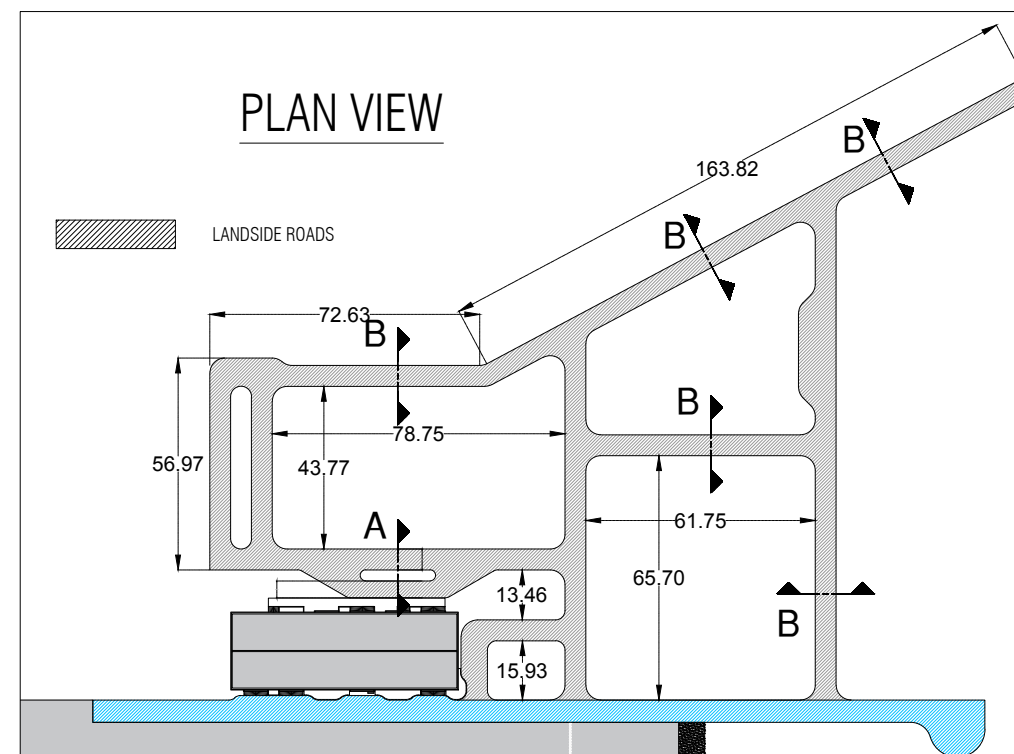 PLAN VIEW
B
163.82
B
LANDSIDE ROADS
72.63
B
B
78.75
56.97
43.77
61.75
A
65.70
13.46
B
15.93